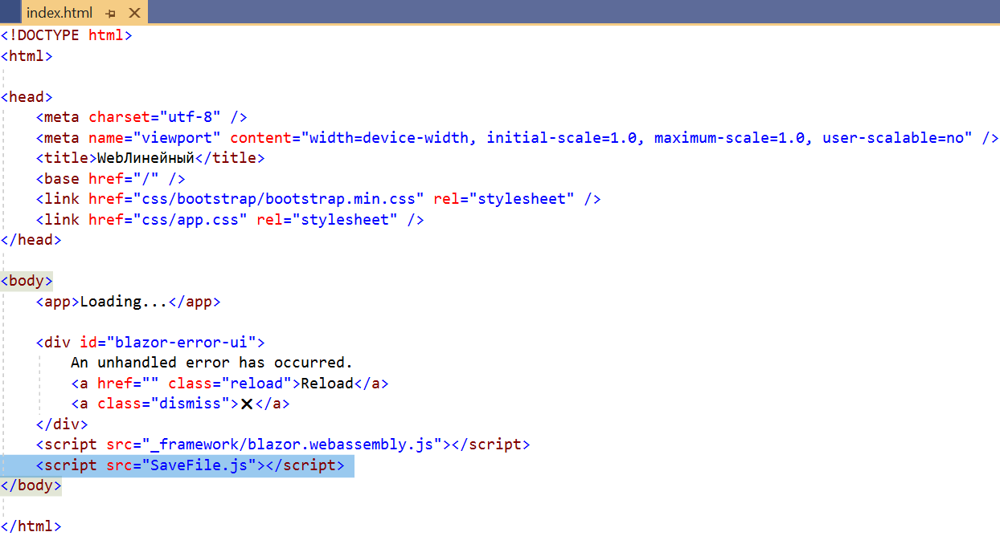 index.html
<!DOCTYPE html>
<html>
<head>
<meta charset="utf-8" />
<meta name="viewport" content="width=device-width, initial-scale=1.0, maximum-scale=1.0, user-scalable=no" />
<title>WebЛинейный</title>
<base href="/" />
<link href="css/bootstrap/bootstrap.min.css" rel="stylesheet" />
<link href="css/app.css" rel="stylesheet" />
</head>
<body>
<app>Loading...</app>
<div id="blazor-error-ui">
An unhandled error has occurred.
<a href="" class="reload">Reload</a>
<a class="dismiss">🗙</a>
</div>
<script src="_framework/blazor.webassembly.js"></script>
<script src="SaveFile.js"></script>
</body>
</html>